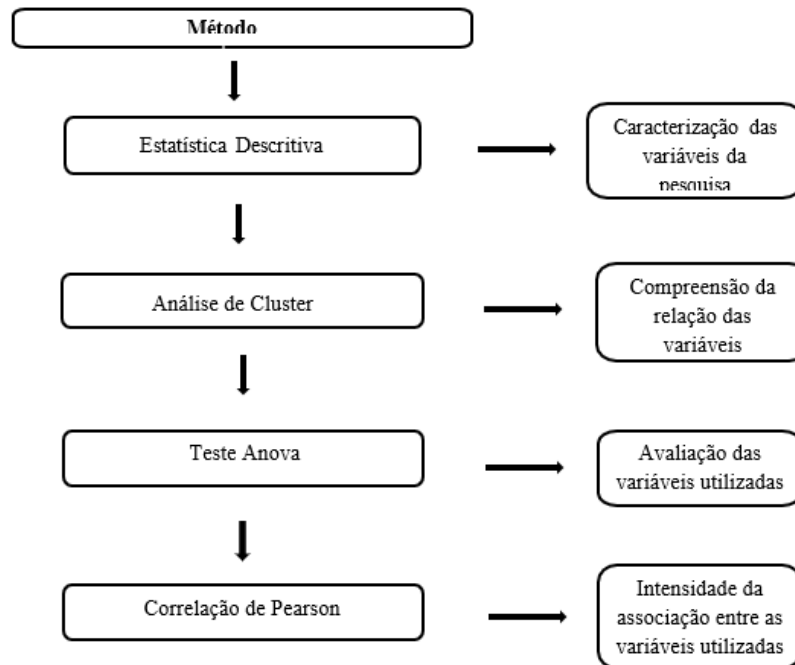 Método
Estatística Descritiva
Caracterização das
variáveis da
pesquisa
Análise de Cluster
Compreensão da
relação das
variáveis
Teste Anova
Avaliação das
variáveis utilizadas
Correlação de Pearson
Intensidade da
associação entre as
variáveis utilizadas